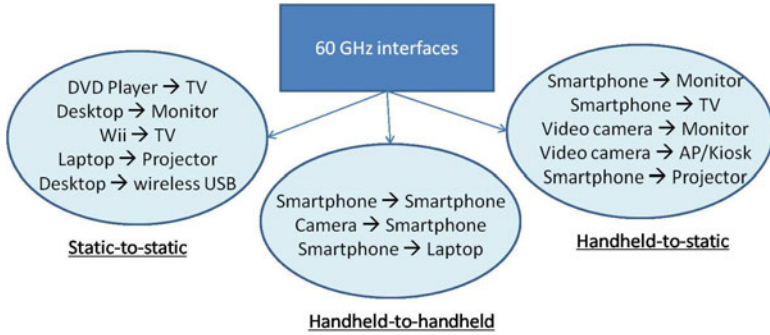 60 GHz interfaces
DVD Player → TV
Desktop → Monitor
Wii → TV
Laptop → Projector
Desktop → wireless USB
Static-to-static
Smartphone → Smartphone
Camera → Smartphone
Smartphone → Laptop
Handheld-to-handheld
Smartphone → Monitor
Smartphone → TV
Video camera → Monitor
Video camera → AP/Kiosk
Smartphone → Projector
Handheld-to-static